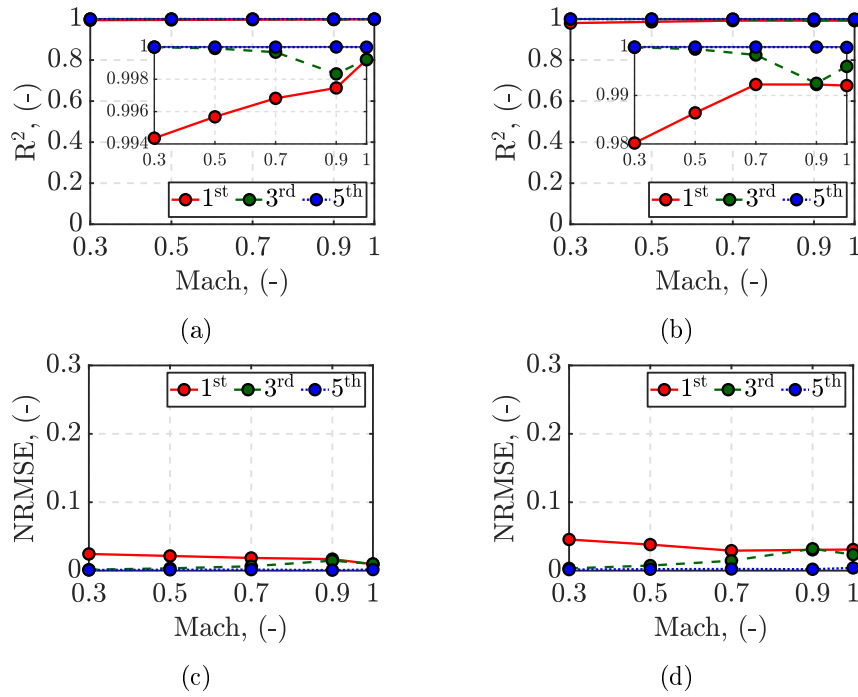 1
0.8
0.6
0.4
0.2
0
R², (-)
1
0.998
0.996
0.994
0.3 0.5 0.7 0.9 1
1st 3rd 5th
0.3 0.5 0.7 0.9 1
Mach, (-)
(a)
1
0.8
0.6
0.4
0.2
0
R², (-)
1
0.99
0.98
0.3 0.5 0.7 0.9 1
1st 3rd 5th
0.3 0.5 0.7 0.9 1
Mach, (-)
(b)
0.3
0.2
0.1
0
NRMSE, (-)
1st 3rd 5th
0.3 0.5 0.7 0.9 1
Mach, (-)
(c)
0.3
0.2
0.1
0
NRMSE, (-)
1st 3rd 5th
0.3 0.5 0.7 0.9 1
Mach, (-)
(d)